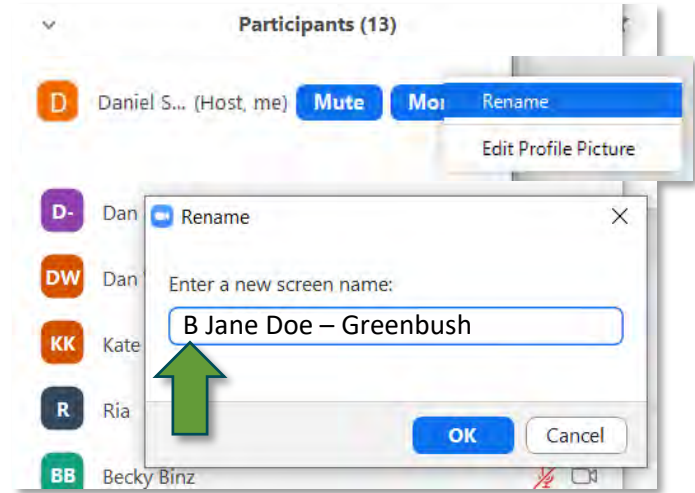 Participants (13)
D Daniel S... (Host, me) Mute Mo
Rename
Edit Profile Picture
D- Dan
Rename
DW Dan
Enter a new screen name:
B Jane Doe – Greenbush
KK Kate
R Ria
OK Cancel
BB Becky Binz